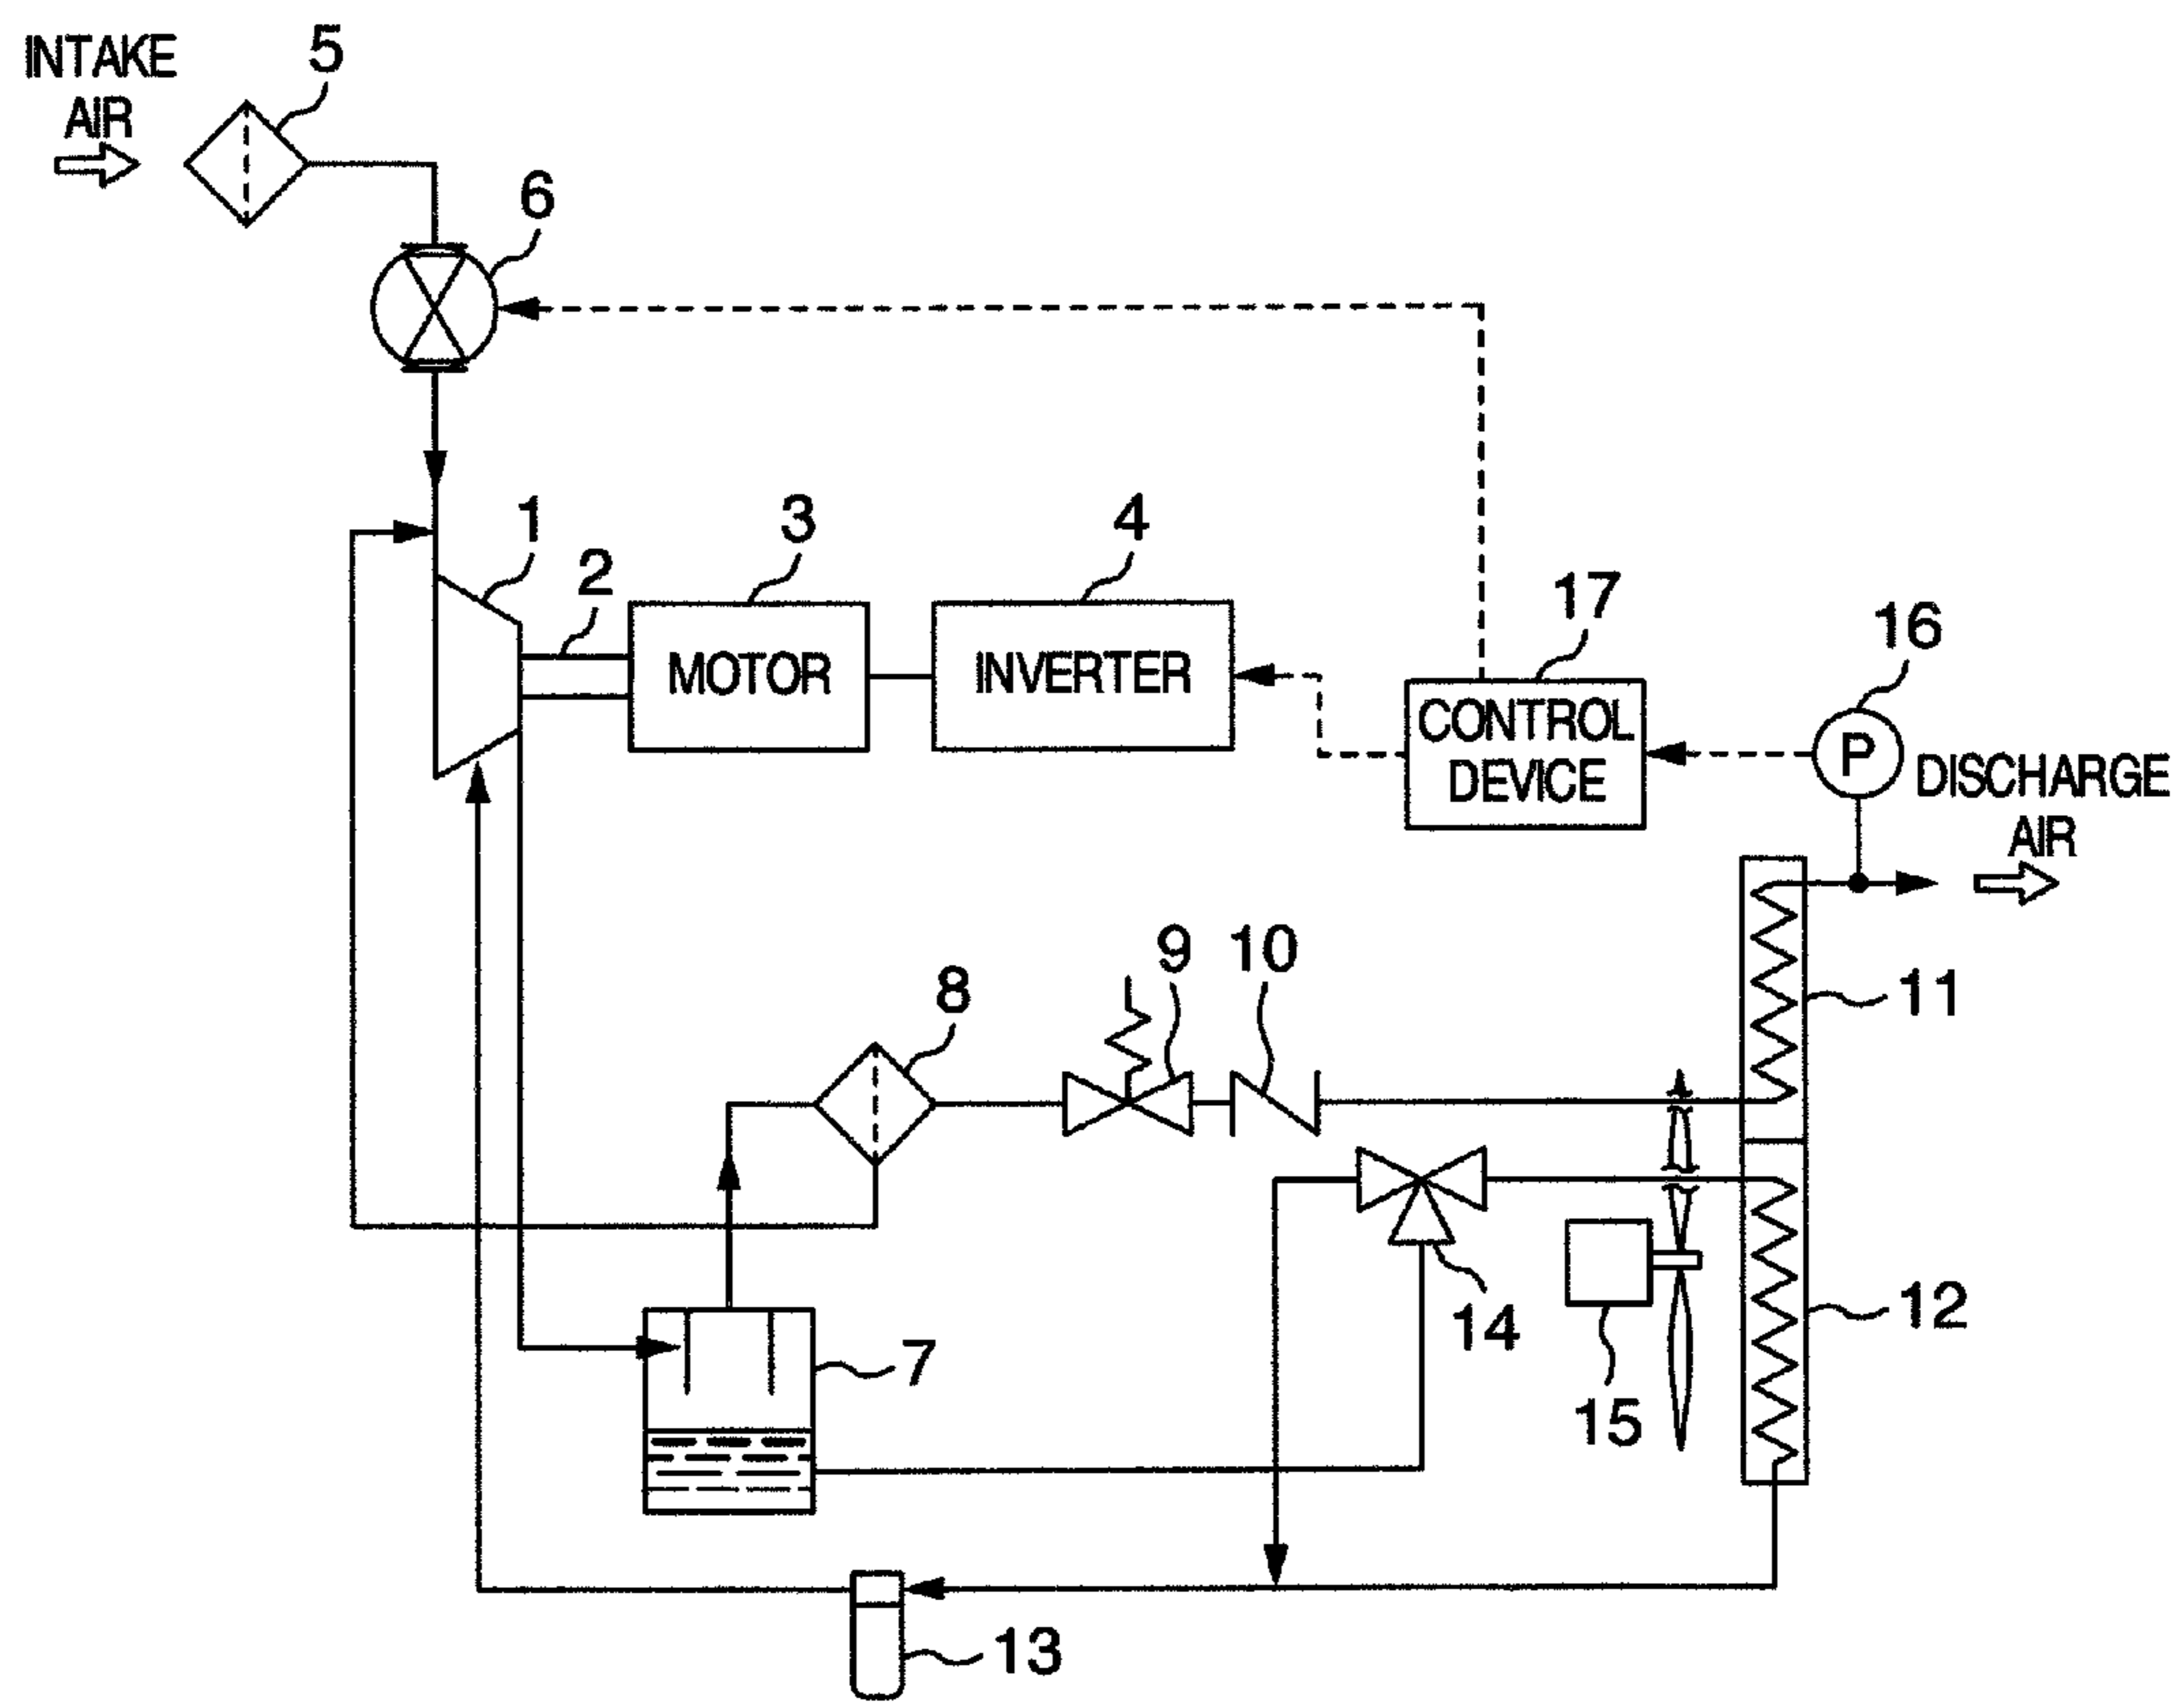 INTAKE
AIR
5
6
1
2
3
4
17
16
MOTOR
INVERTER
CONTROL
DEVICE
P
DISCHARGE
AIR
8
9
10
11
7
14
15
12
13